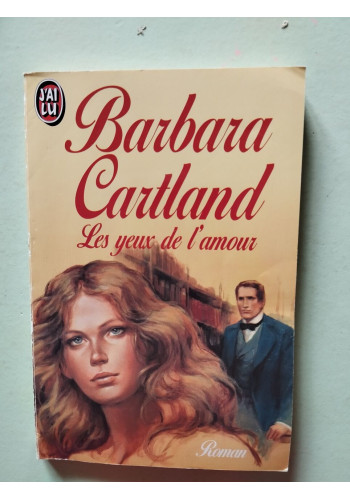 J'AI
LU
Barbara
Cartland
Les yeux de l'amour
Roman